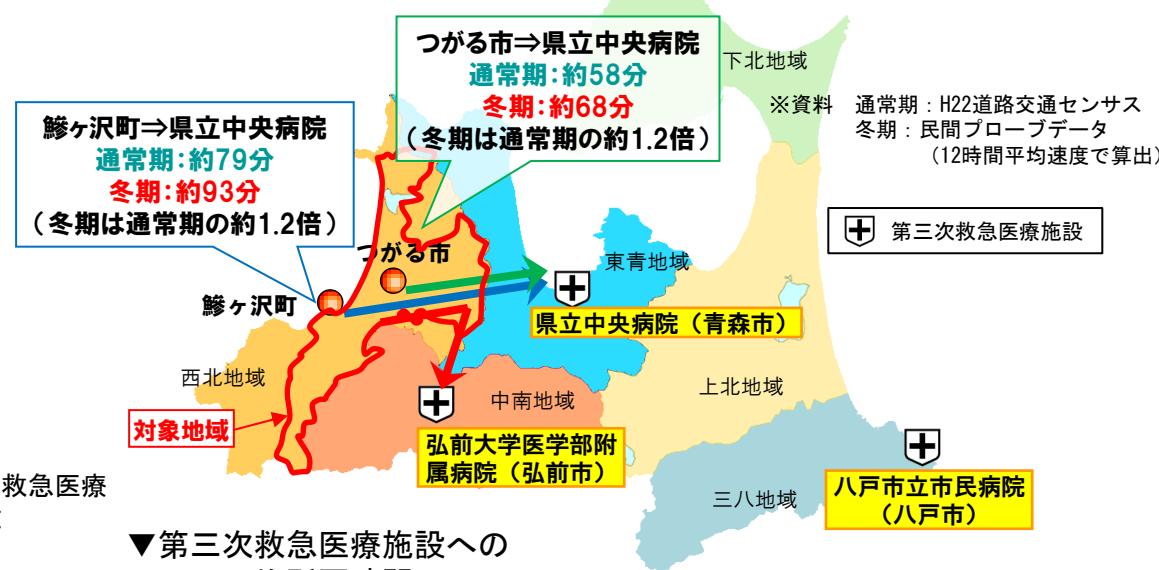 つがる市⇒県立中央病院
通常期:約58分
冬期:約68分
(冬期は通常期の約1.2倍)
下北地域
※資料 通常期:H22道路交通センサス
冬期:民間プローブデータ
(12時間平均速度で算出)
鰺ヶ沢町⇒県立中央病院
通常期:約79分
冬期:約93分
(冬期は通常期の約1.2倍)
第三次救急医療施設
つがる市
東青地域
鰺ヶ沢町
県立中央病院(青森市)
西北地域
上北地域
中南地域
対象地域
弘前大学医学部附
属病院(弘前市)
救急医療
三八地域
八戸市立市民病院
(八戸市)
▼第三次救急医療施設への